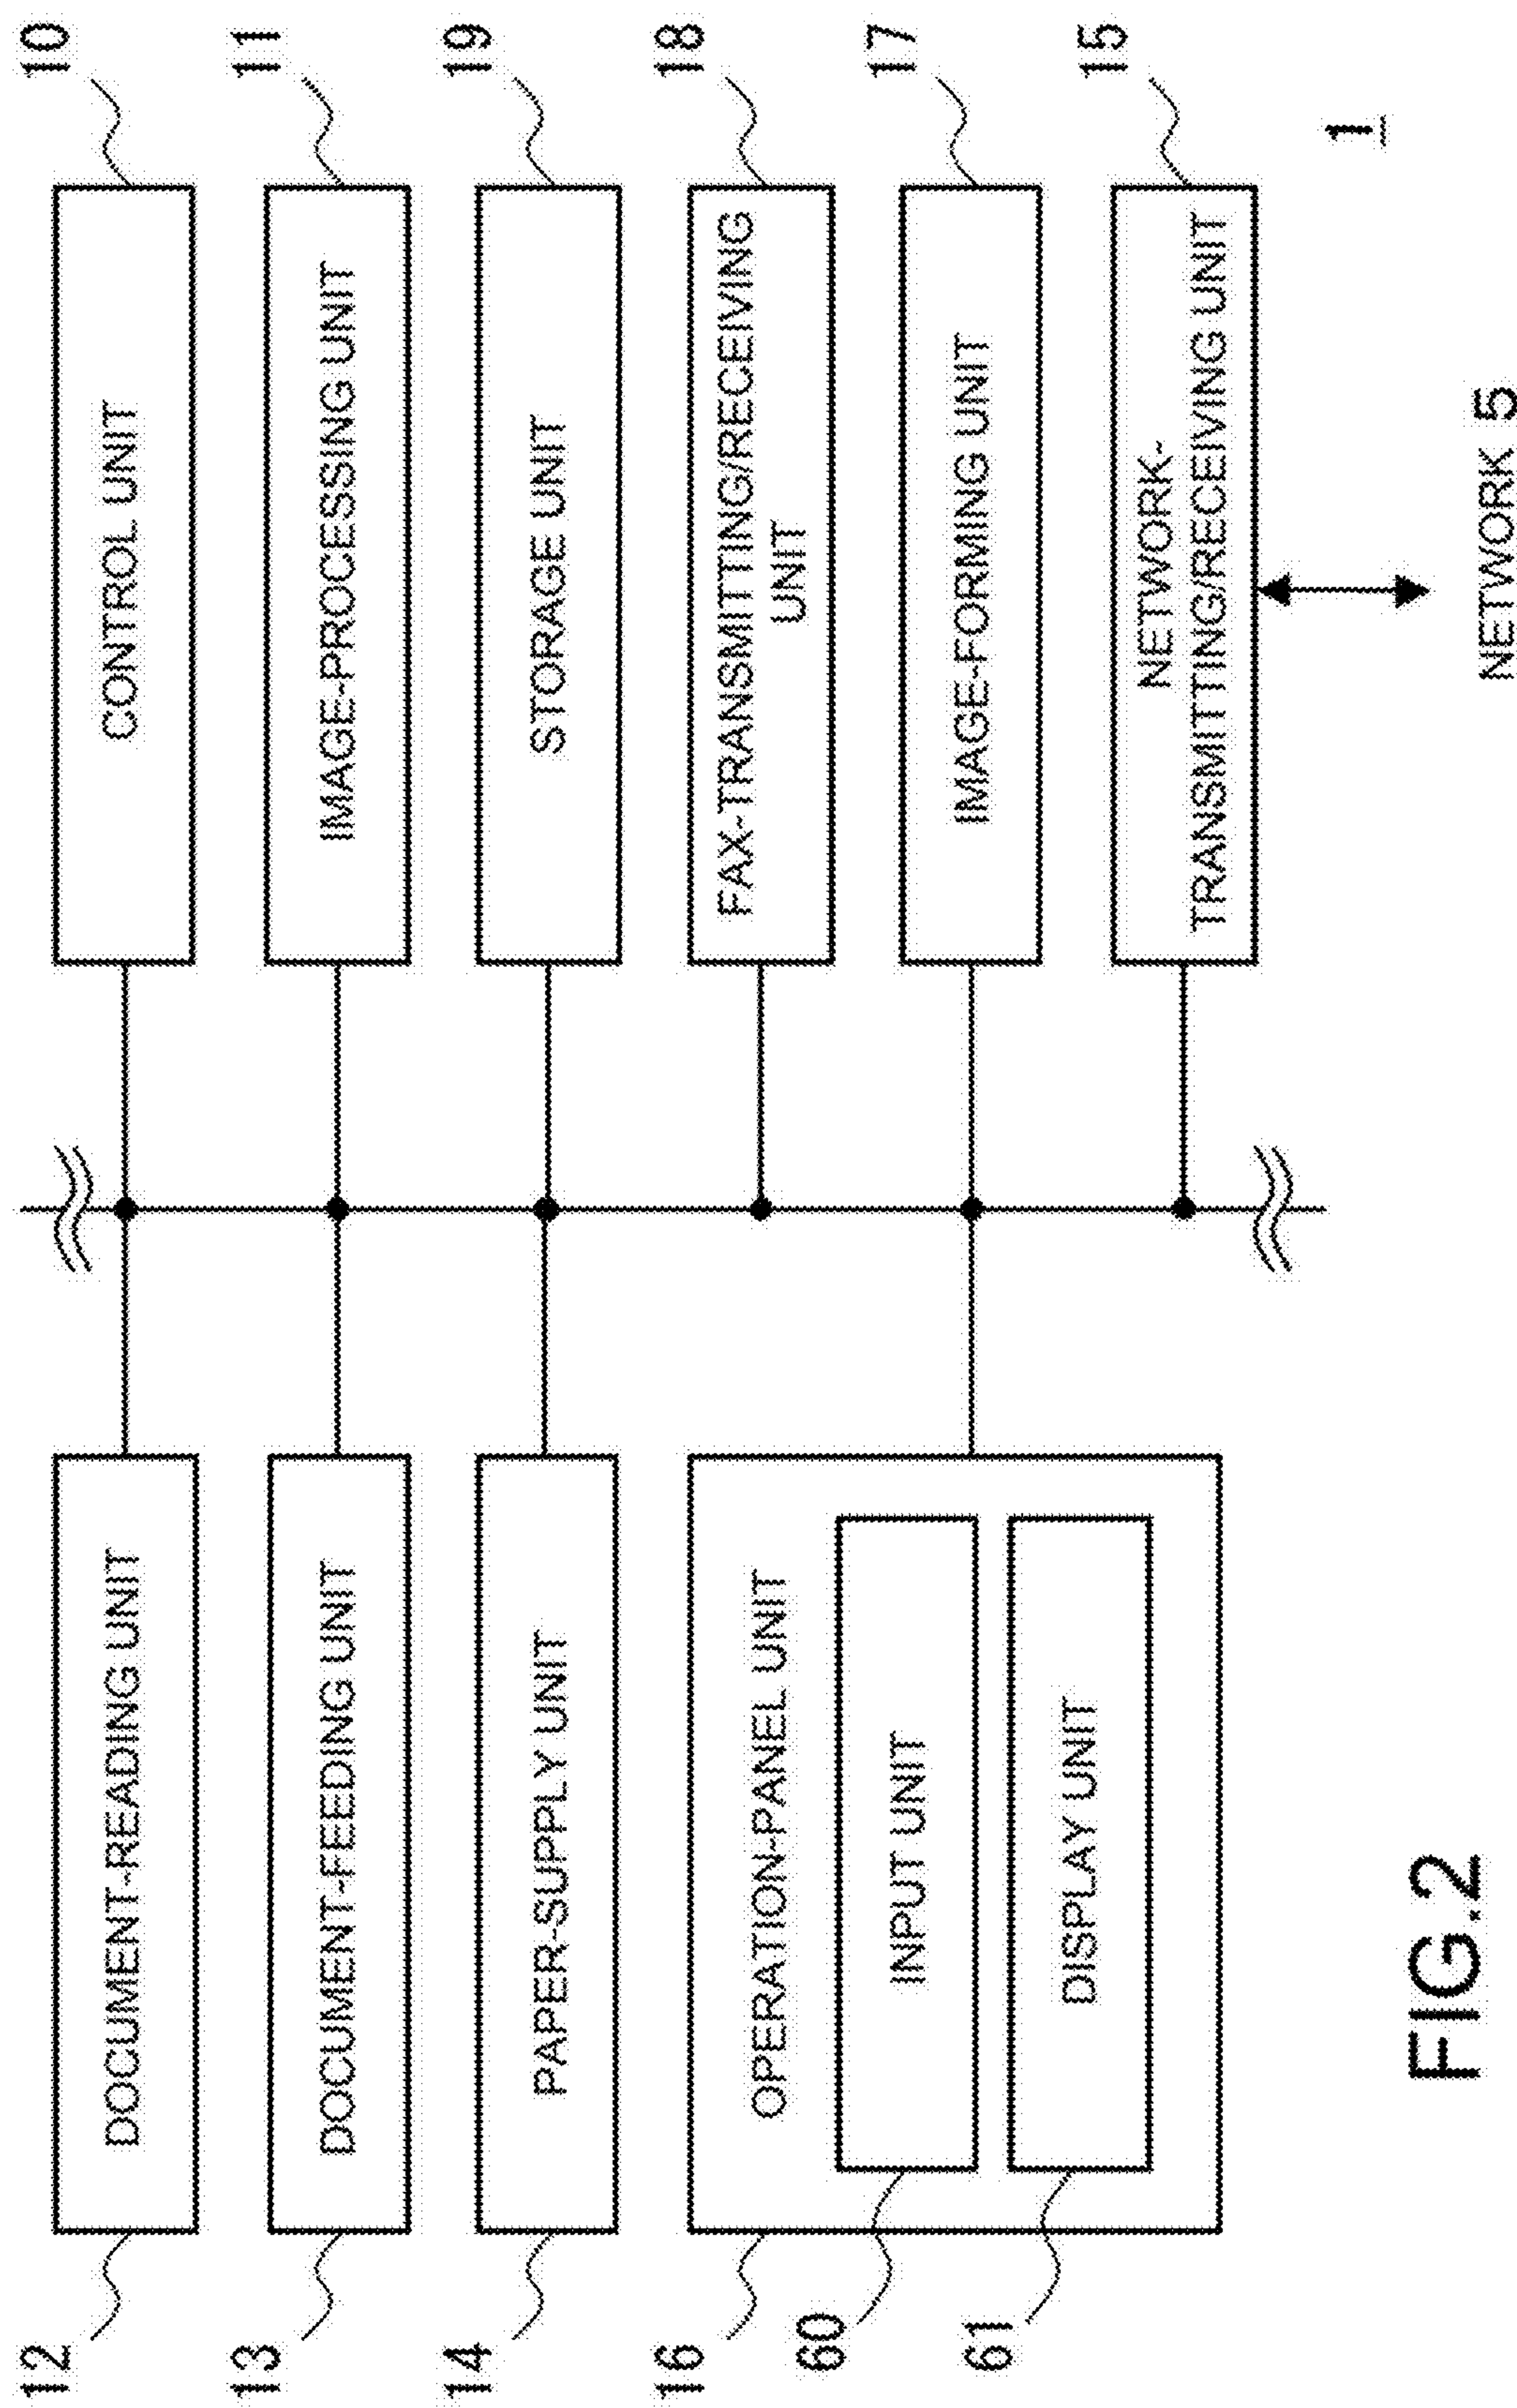 12
DOCUMENT-READING UNIT
13
DOCUMENT-FEEDING UNIT
14
PAPER-SUPPLY UNIT
16
OPERATION-PANEL UNIT
60
INPUT UNIT
61
DISPLAY UNIT
CONTROL UNIT
10
IMAGE-PROCESSING UNIT
11
STORAGE UNIT
19
FAX-TRANSMITTING/RECEIVING
UNIT
18
IMAGE-FORMING UNIT
17
NETWORK-
TRANSMITTING/RECEIVING UNIT
15
1
NETWORK 5
FIG.2